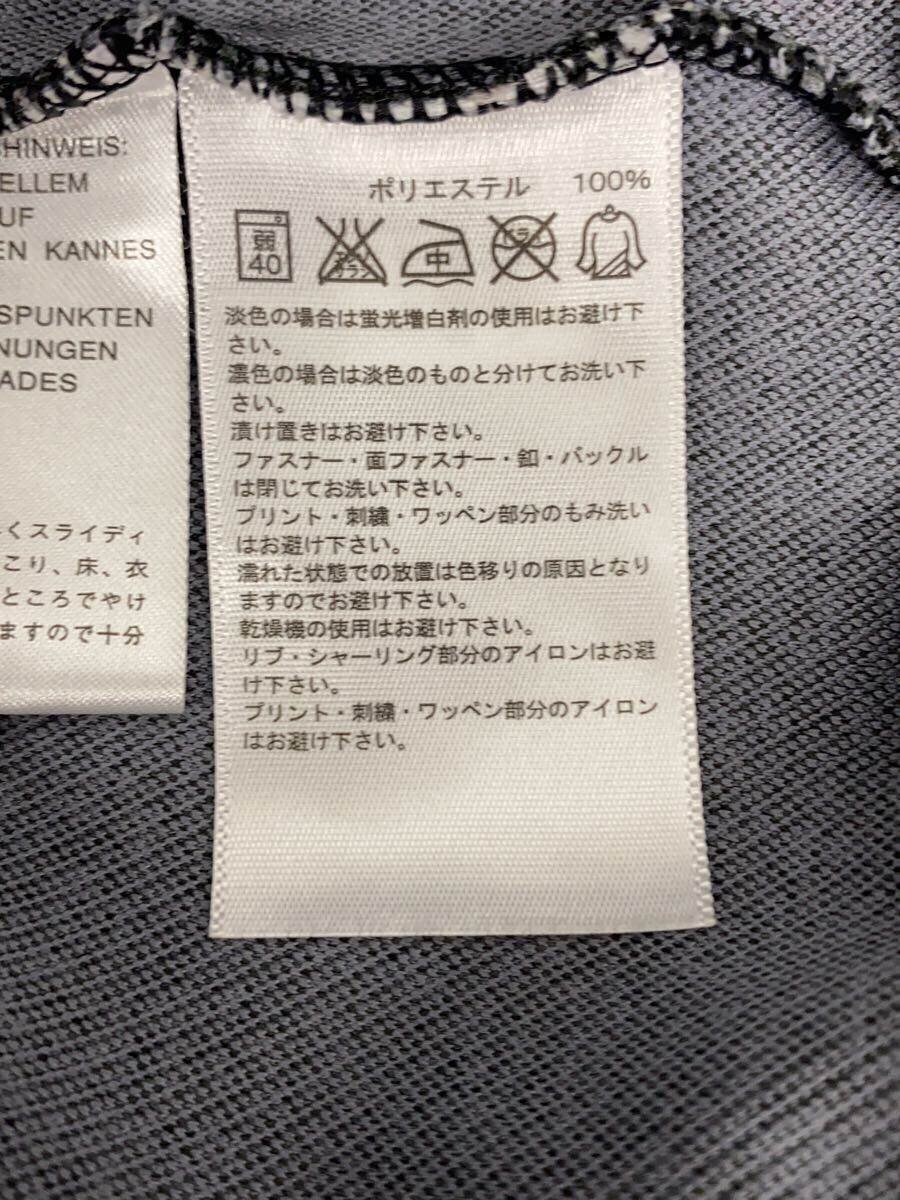 HINWEIS:
ELLEM
UF
EN KANNES
SPUNKTEN
NUNGEN
ADES
くスライディ
こり、床、衣
ところでやけ
ますので十分
ポリエステル 100%
弱
40
中
淡色の場合は蛍光増白剤の使用はお避け下
さい。
濃色の場合は淡色のものと分けてお洗い下
さい。
漬け置きはお避け下さい。
ファスナー・面ファスナー・釦・バックル
は閉じてお洗い下さい。
プリント・刺繍・ワッペン部分のもみ洗い
はお避け下さい。
濡れた状態での放置は色移りの原因となり
ますのでお避け下さい。
乾燥機の使用はお避け下さい。
リブ・シャーリング部分のアイロンはお避
け下さい。
プリント・刺繍・ワッペン部分のアイロン
はお避け下さい。